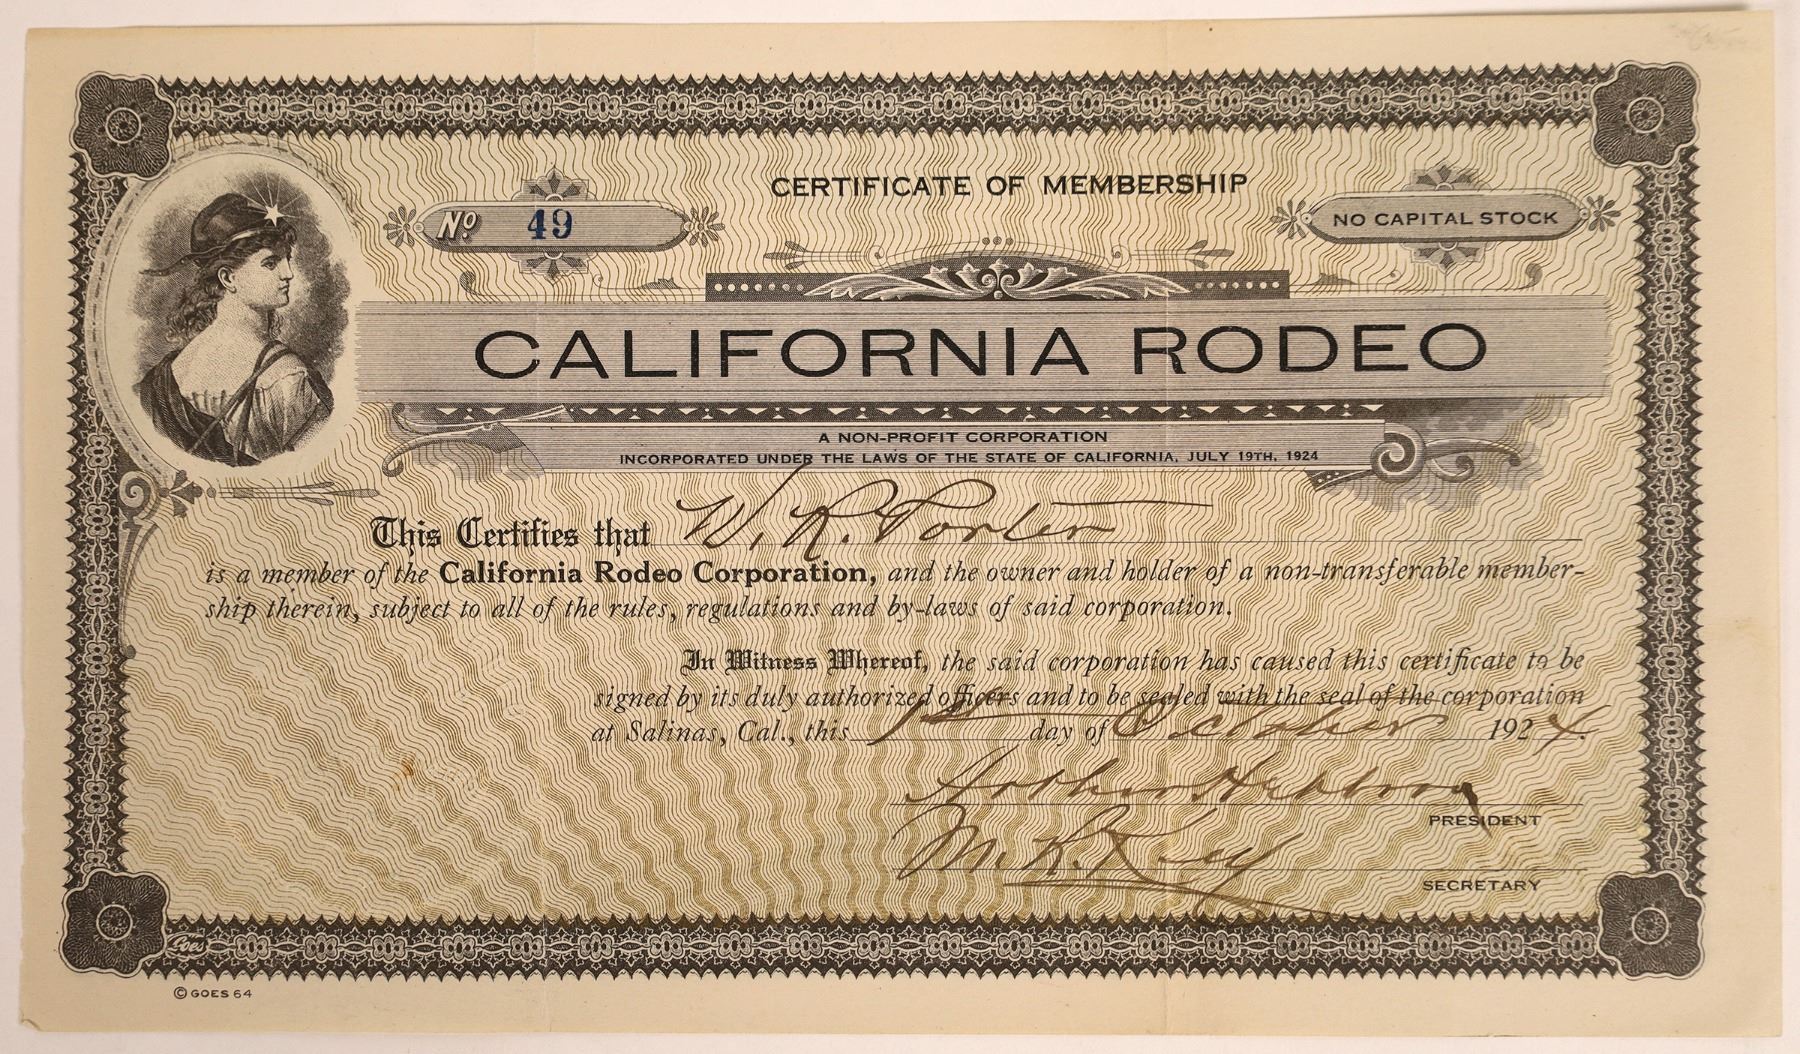 CERTIFICATE OF MEMBERSHIP
No. 49
NO CAPITAL STOCK
CALIFORNIA RODEO
A NON-PROFIT CORPORATION
INCORPORATED UNDER THE LAWS OF THE STATE OF CALIFORNIA, JULY 19TH, 1924
This Certifies that W. R. Porter
is a member of the California Rodeo Corporation, and the owner and holder of a non-transferable member-
ship therein, subject to all of the rules, regulations and by-laws of said corporation.
In Witness Whereof, the said corporation has caused this certificate to be
signed by its duly authorized officers and to be sealed with the seal of the corporation
at Salinas, Cal., this 1st day of October 1924.
Arthur Hebbron
PRESIDENT
M. R. Keef
SECRETARY
Goes
© GOES 64